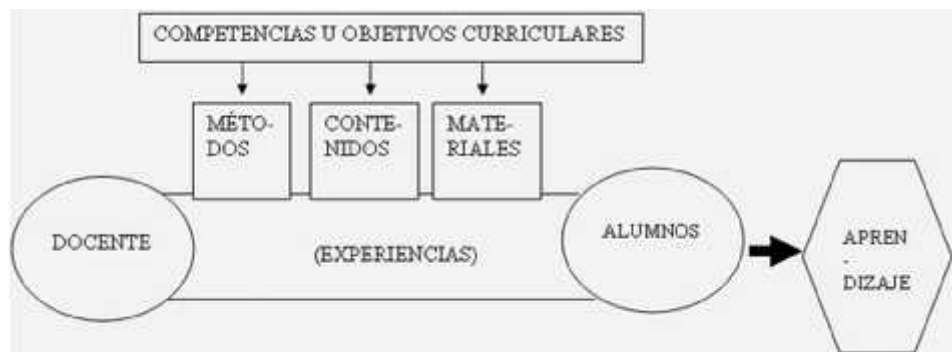 COMPETENCIAS U OBJETIVOS CURRICULARES
MÉTO-
DOS
CONTE-
NIDOS
MATE-
RIALES
DOCENTE
(EXPERIENCIAS)
ALUMNOS
APREN
-
DIZAJE